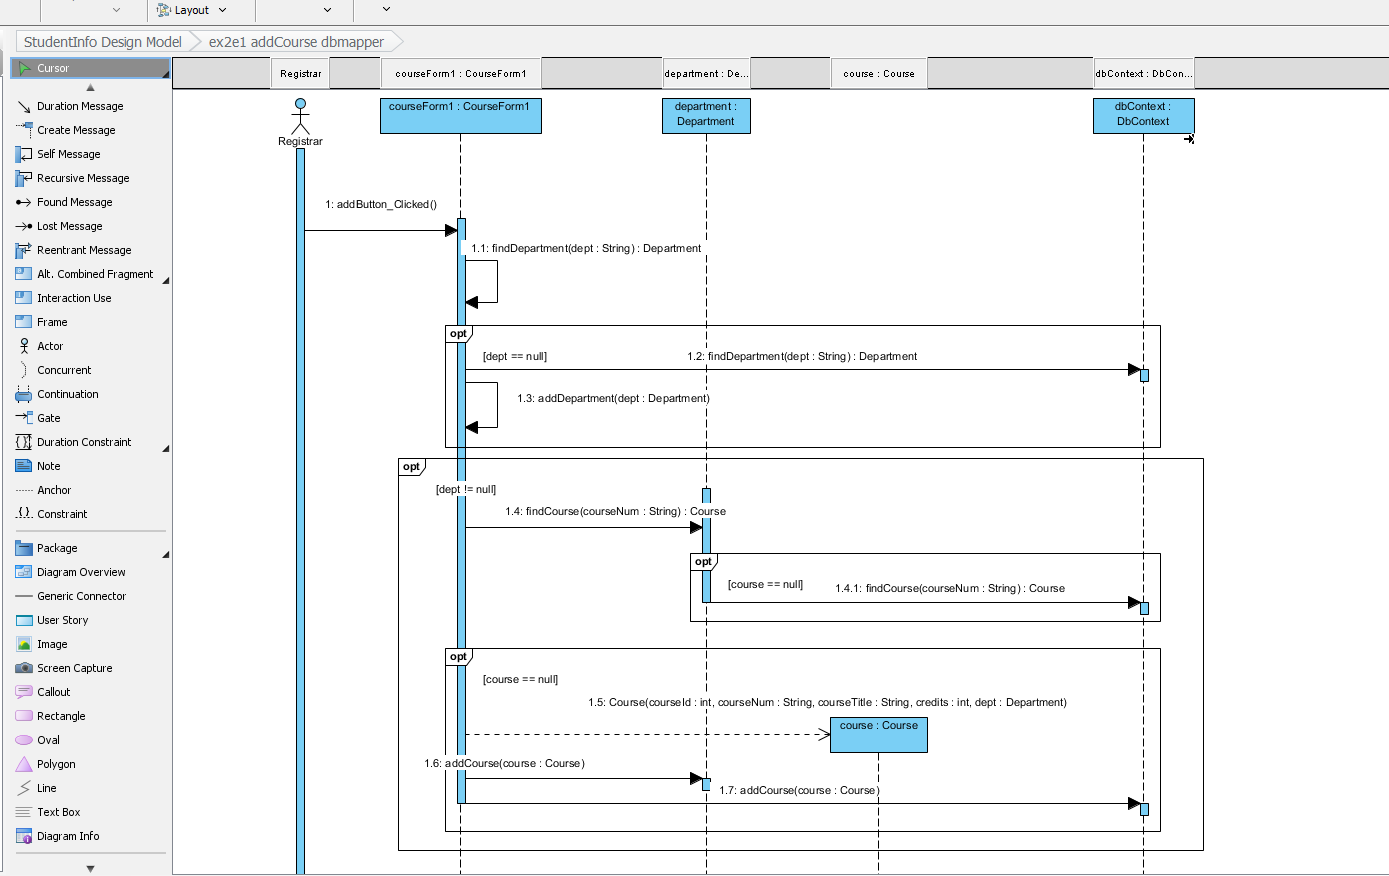 Layout
StudentInfo Design Model
ex2e1 addCourse dbmapper
Cursor
Duration Message
Create Message
Self Message
Recursive Message
Found Message
Lost Message
Reentrant Message
Alt. Combined Fragment
Interaction Use
Frame
Actor
Concurrent
Continuation
Gate
Duration Constraint
Note
Anchor
Constraint
Package
Diagram Overview
Generic Connector
User Story
Image
Screen Capture
Callout
Rectangle
Oval
Polygon
Line
Text Box
Diagram Info
Registrar
courseForm1 : CourseForm1
department : De...
course : Course
dbContext : DbCon...
Registrar
courseForm1 : CourseForm1
department :
Department
dbContext :
DbContext
1: addButton_Clicked()
1.1: findDepartment(dept : String) : Department
opt
[dept == null]
1.2: findDepartment(dept : String) : Department
1.3: addDepartment(dept : Department)
opt
[dept != null]
1.4: findCourse(courseNum : String) : Course
opt
[course == null]
1.4.1: findCourse(courseNum : String) : Course
opt
[course == null]
1.5: Course(courseId : int, courseNum : String, courseTitle : String, credits : int, dept : Department)
course : Course
1.6: addCourse(course : Course)
1.7: addCourse(course : Course)